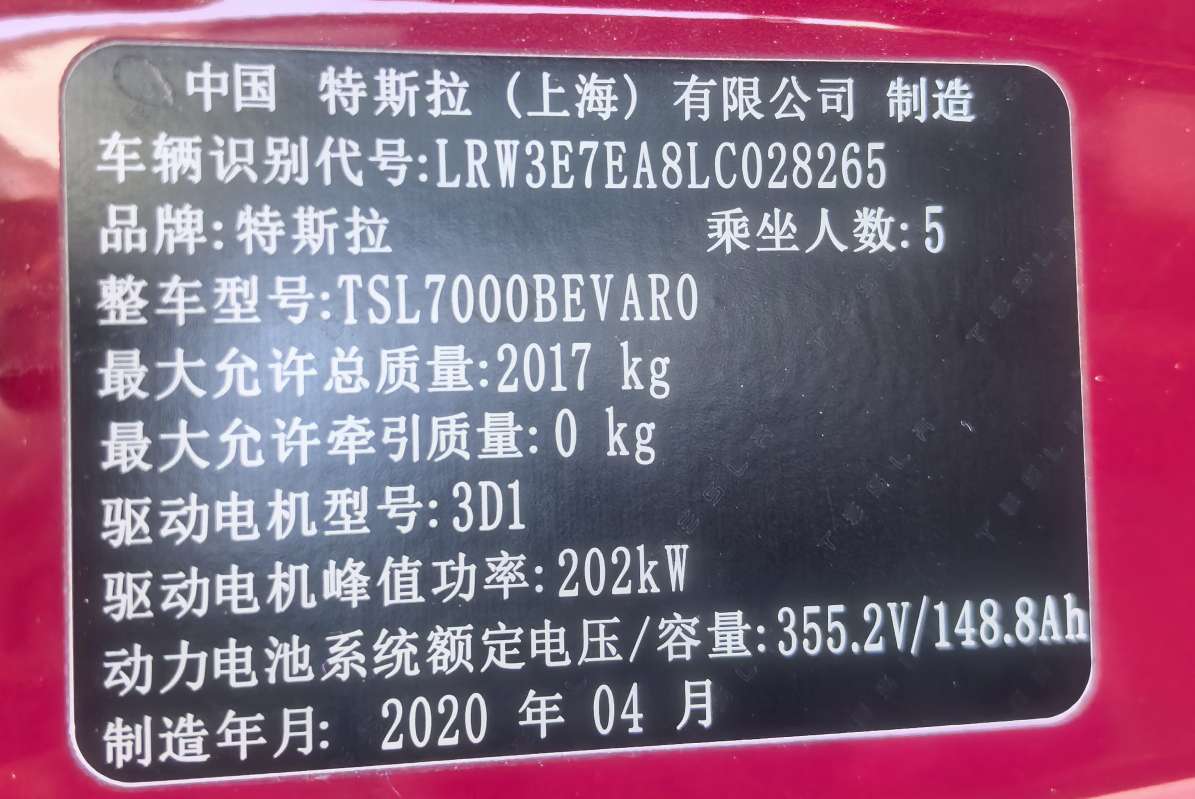 中国 特斯拉 (上海) 有限公司 制造
车辆识别代号:LRW3E7EA8LC028265
品牌:特斯拉 乘坐人数:5
整车型号:TSL7000BEVAR0
最大允许总质量:2017 kg
最大允许牵引质量:0 kg
驱动电机型号:3D1
驱动电机峰值功率:202kW
动力电池系统额定电压/容量:355.2V/148.8Ah
制造年月: 2020 年 04 月